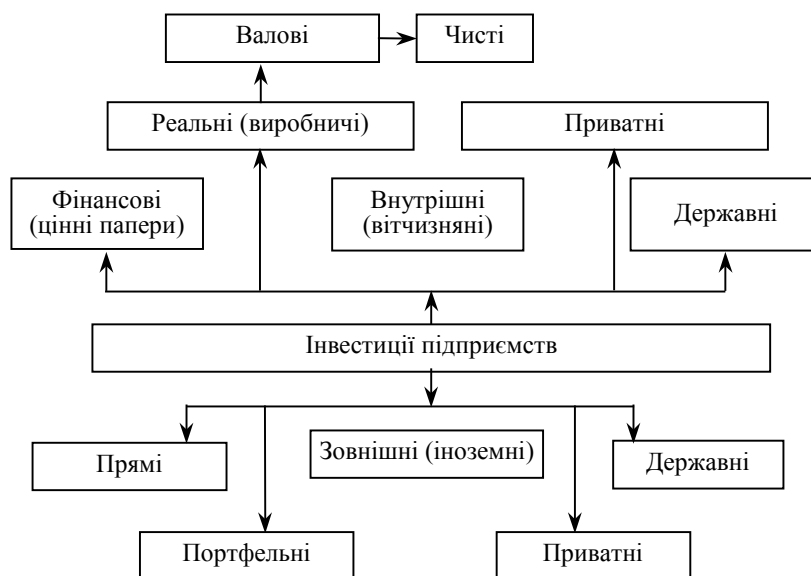 Валові
Чисті
Реальні (виробничі)
Приватні
Фінансові
(цінні папери)
Внутрішні
(вітчизняні)
Державні
Інвестиції підприємств
Прямі
Зовнішні (іноземні)
Державні
Портфельні
Приватні